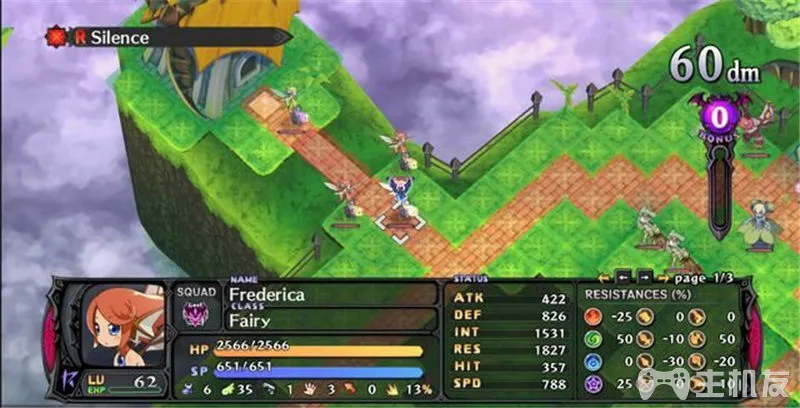 R Silence
60dm
0
BONUS
NAME
Frederica
CLASS
Fairy
SQUAD
LV 62
EXP
HP 2566/2566
SP 651/651
6 35 1 3 0 13%
STATUS
ATK 422
DEF 826
INT 1531
RES 1827
HIT 357
SPD 788
page 1/3
RESISTANCES (%)
-25 0 0
50 -10 50
0 -30 -20
25 0
主机友